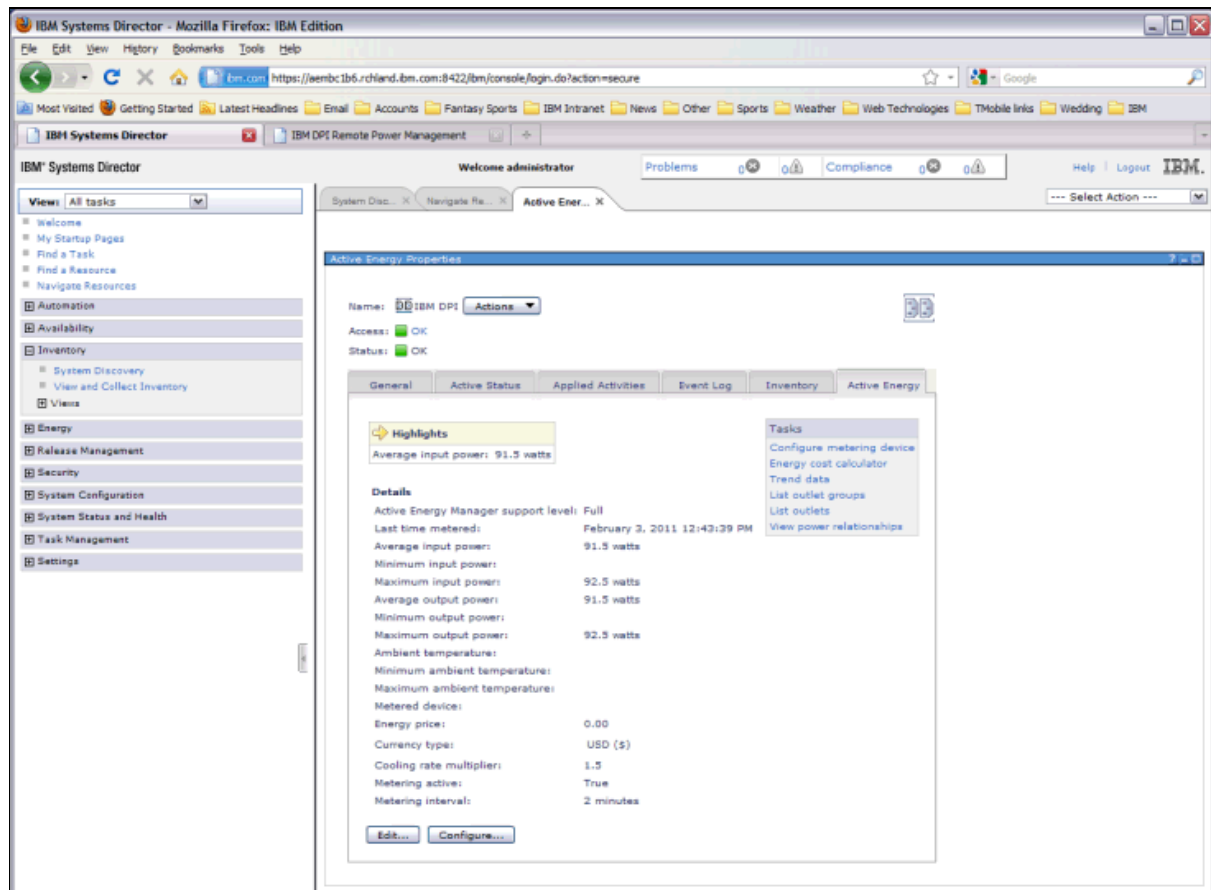 IBM Systems Director - Mozilla Firefox: IBM Edition
File Edit View History Bookmarks Tools Help
ibm.com https://aembc1b6.rchland.ibm.com:8422/ibm/console/login.do?action=secure Google
Most Visited Getting Started Latest Headlines Email Accounts Fantasy Sports IBM Intranet News Other Sports Weather Web Technologies TMobile links Wedding IBM
IBM Systems Director IBM DPI Remote Power Management
IBM® Systems Director Welcome administrator Problems 0 0 Compliance 0 0 Help Logout IBM.
View: All tasks
System Disc... Navigate Re... Active Ener... --- Select Action ---
Welcome
My Startup Pages
Find a Task
Find a Resource
Navigate Resources
Automation
Availability
Inventory
System Discovery
View and Collect Inventory
Views
Energy
Release Management
Security
System Configuration
System Status and Health
Task Management
Settings
Active Energy Properties
Name: IBM DPI Actions
Access: OK
Status: OK
General Active Status Applied Activities Event Log Inventory Active Energy
Highlights
Average input power: 91.5 watts
Details
Active Energy Manager support level: Full
Last time metered: February 3, 2011 12:43:39 PM
Average input power: 91.5 watts
Minimum input power:
Maximum input power: 92.5 watts
Average output power: 91.5 watts
Minimum output power:
Maximum output power: 92.5 watts
Ambient temperature:
Minimum ambient temperature:
Maximum ambient temperature:
Metered device:
Energy price: 0.00
Currency type: USD ($)
Cooling rate multiplier: 1.5
Metering active: True
Metering interval: 2 minutes
Edit... Configure...
Tasks
Configure metering device
Energy cost calculator
Trend data
List outlet groups
List outlets
View power relationships